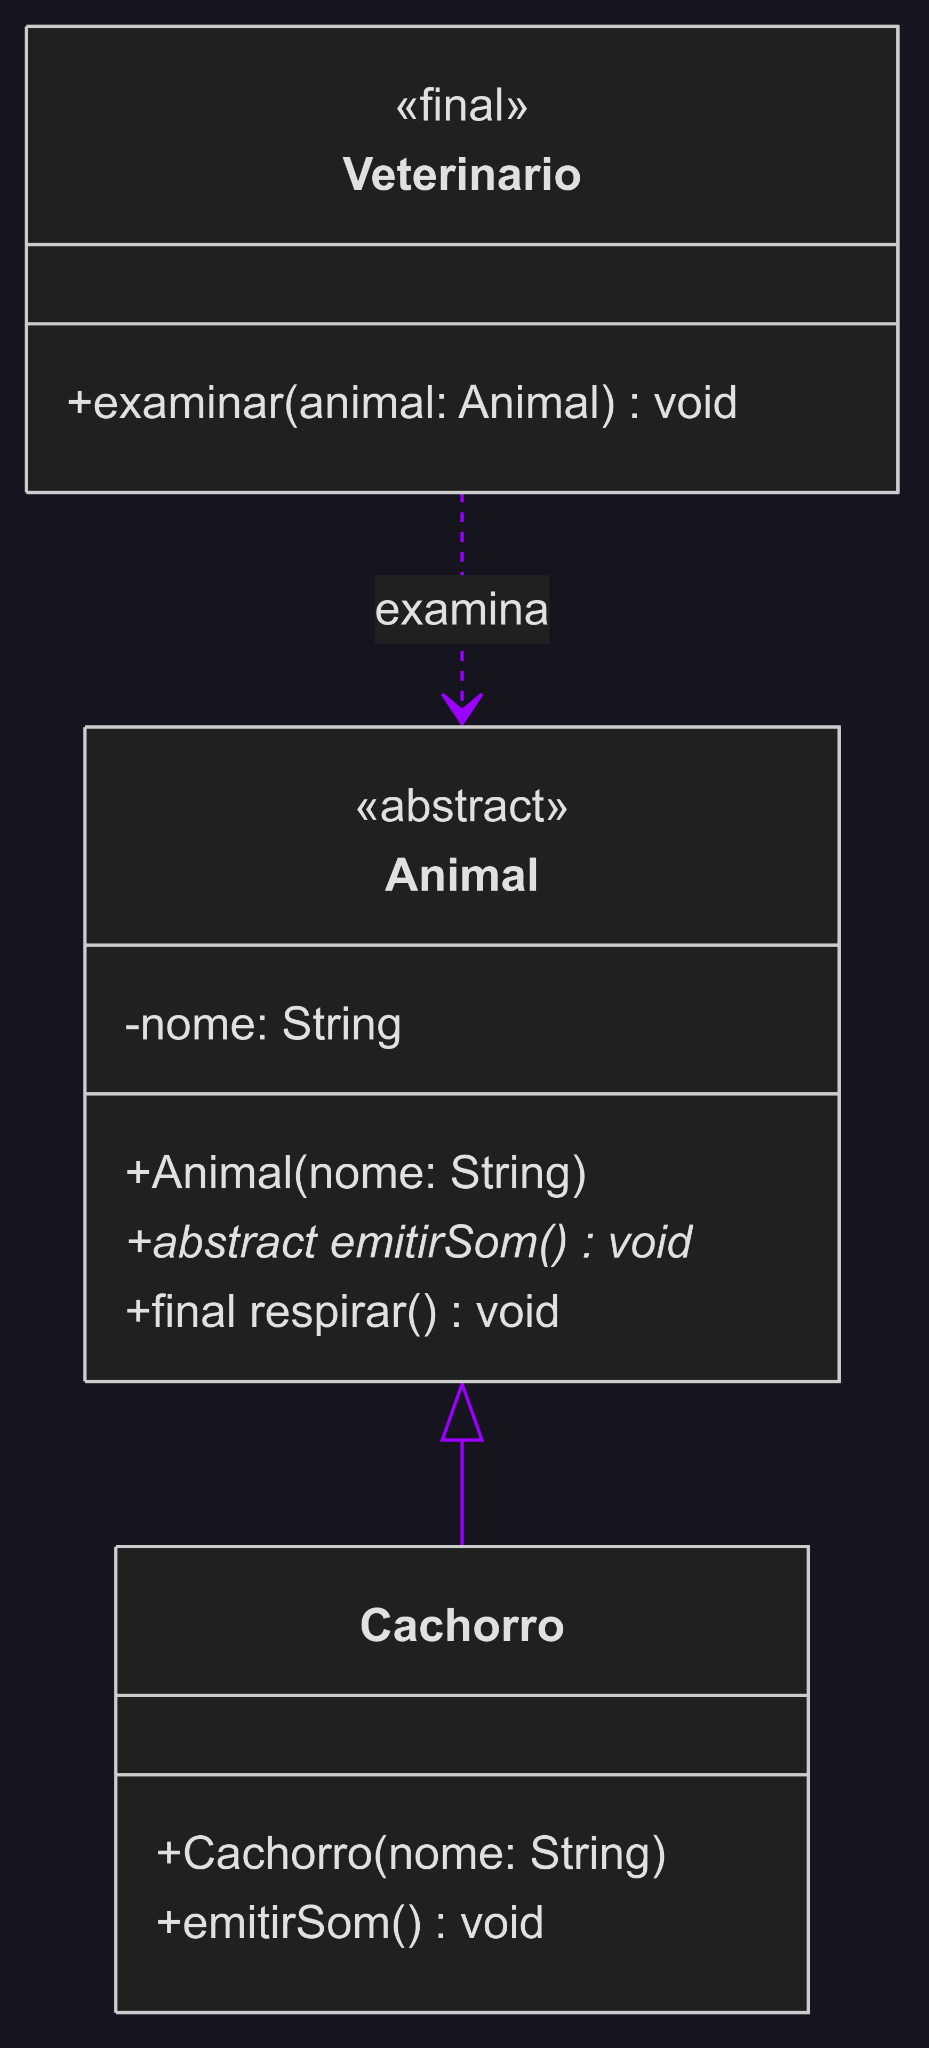 «final»
Veterinario
+examinar(animal: Animal) : void
examina
«abstract»
Animal
-nome: String
+Animal(nome: String)
+abstract emitirSom() : void
+final respirar() : void
Cachorro
+Cachorro(nome: String)
+emitirSom() : void